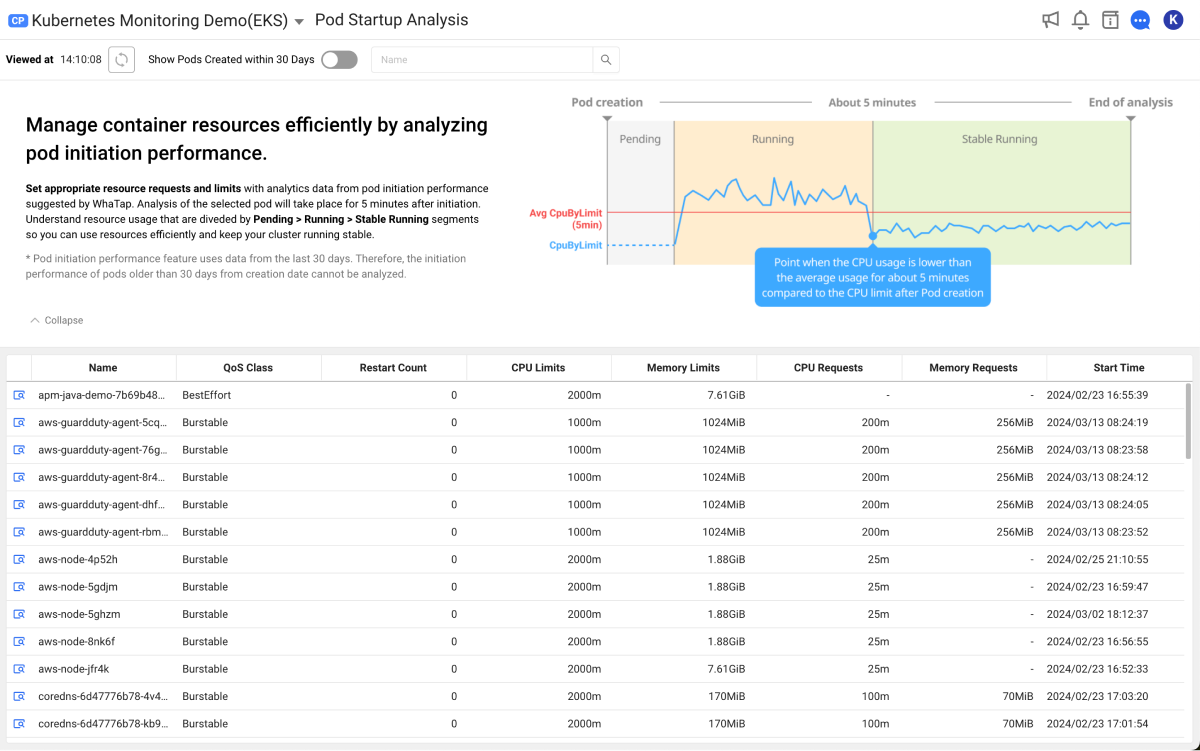 CP Kubernetes Monitoring Demo(EKS) Pod Startup Analysis
K
Viewed at 14:10:08 Show Pods Created within 30 Days Name
Manage container resources efficiently by analyzing
pod initiation performance.
Set appropriate resource requests and limits with analytics data from pod initiation performance
suggested by WhaTap. Analysis of the selected pod will take place for 5 minutes after initiation.
Understand resource usage that are diveded by Pending > Running > Stable Running segments
so you can use resources efficiently and keep your cluster running stable.
* Pod initiation performance feature uses data from the last 30 days. Therefore, the initiation
performance of pods older than 30 days from creation date cannot be analyzed.
Collapse
Pod creation About 5 minutes End of analysis
Pending Running Stable Running
Avg CpuByLimit
(5min)
CpuByLimit
Point when the CPU usage is lower than
the average usage for about 5 minutes
compared to the CPU limit after Pod creation
Name QoS Class Restart Count CPU Limits Memory Limits CPU Requests Memory Requests Start Time
apm-java-demo-7b69b48... BestEffort 0 2000m 7.61GiB - - 2024/02/23 16:55:39
aws-guardduty-agent-5cq... Burstable 0 1000m 1024MiB 200m 256MiB 2024/03/13 08:24:19
aws-guardduty-agent-76g... Burstable 0 1000m 1024MiB 200m 256MiB 2024/03/13 08:23:58
aws-guardduty-agent-8r4... Burstable 0 1000m 1024MiB 200m 256MiB 2024/03/13 08:24:12
aws-guardduty-agent-dhf... Burstable 0 1000m 1024MiB 200m 256MiB 2024/03/13 08:24:05
aws-guardduty-agent-rbm... Burstable 0 1000m 1024MiB 200m 256MiB 2024/03/13 08:23:52
aws-node-4p52h Burstable 0 2000m 1.88GiB 25m - 2024/02/25 21:10:55
aws-node-5gdjm Burstable 0 2000m 1.88GiB 25m - 2024/02/23 16:59:47
aws-node-5ghzm Burstable 0 2000m 1.88GiB 25m - 2024/03/02 18:12:37
aws-node-8nk6f Burstable 0 2000m 1.88GiB 25m - 2024/02/23 16:56:55
aws-node-jfr4k Burstable 0 2000m 7.61GiB 25m - 2024/02/23 16:52:33
coredns-6d47776b78-4v4... Burstable 0 2000m 170MiB 100m 70MiB 2024/02/23 17:03:20
coredns-6d47776b78-kb9... Burstable 0 2000m 170MiB 100m 70MiB 2024/02/23 17:01:54